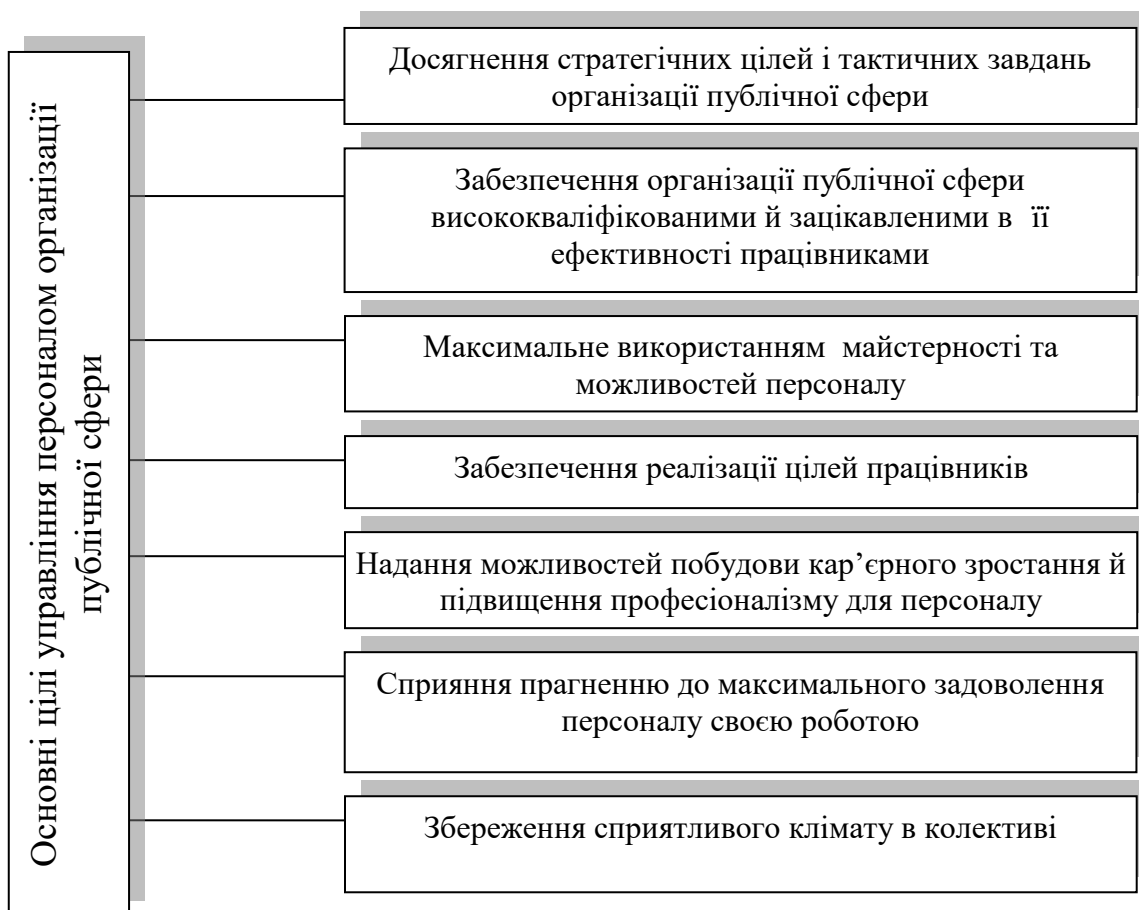 Основні цілі управління персоналом організації
публічної сфери
Досягнення стратегічних цілей і тактичних завдань
організації публічної сфери
Забезпечення організації публічної сфери
висококваліфікованими й зацікавленими в її
ефективності працівниками
Максимальне використанням майстерності та
можливостей персоналу
Забезпечення реалізації цілей працівників
Надання можливостей побудови кар’єрного зростання й
підвищення професіоналізму для персоналу
Сприяння прагненню до максимального задоволення
персоналу своєю роботою
Збереження сприятливого клімату в колективі